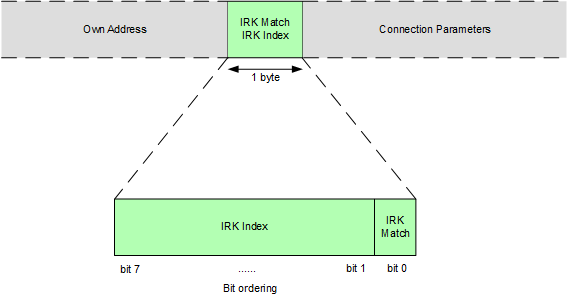 Own Address
IRK Match
IRK Index
Connection Parameters
1 byte
IRK Index
IRK
Match
bit 7
......
bit 1
bit 0
Bit ordering